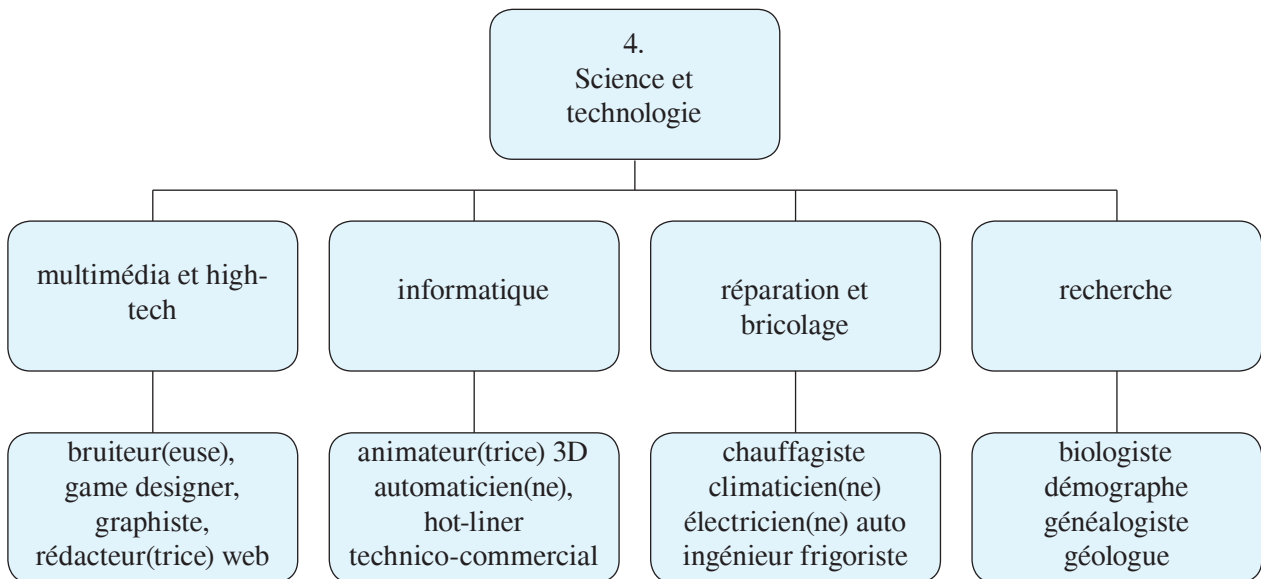 4.
Science et
technologie
multimédia et high-
tech
informatique
réparation et
bricolage
recherche
bruiteur(euse),
game designer,
graphiste,
rédacteur(trice) web
animateur(trice) 3D
automaticien(ne),
hot-liner
technico-commercial
chauffagiste
climaticien(ne)
électricien(ne) auto
ingénieur frigoriste
biologiste
démographe
généalogiste
géologue